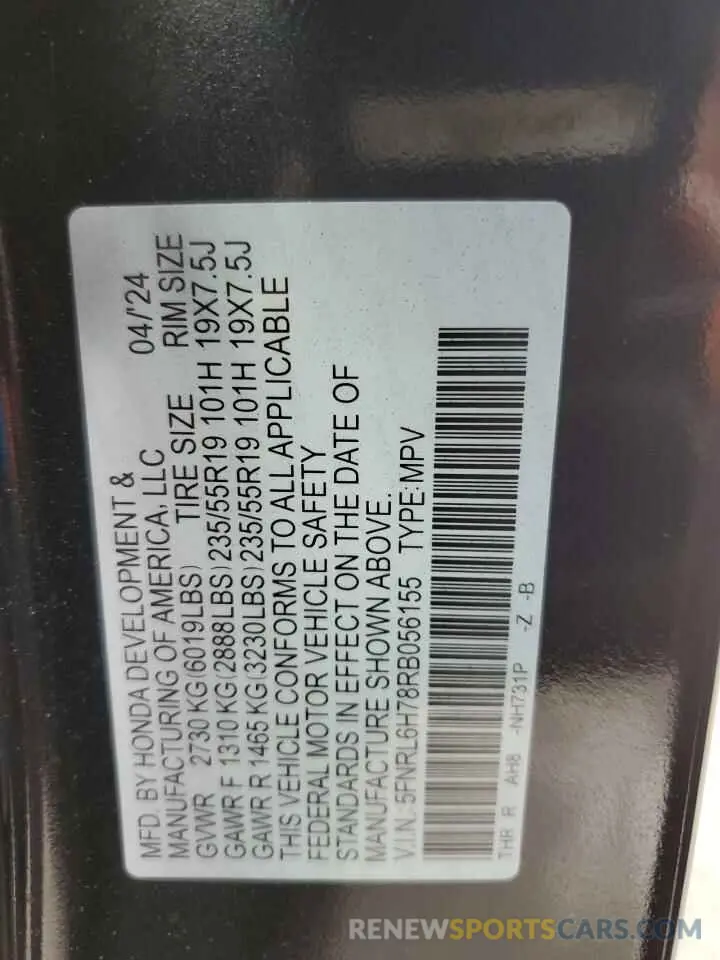 MFD. BY HONDA DEVELOPMENT &
MANUFACTURING OF AMERICA, LLC 04/'24
GVWR 2730 KG(6019LBS) TIRE SIZE RIM SIZE
GAWR F 1310 KG(2888LBS) 235/55R19 101H 19X7.5J
GAWR R 1465 KG(3230LBS) 235/55R19 101H 19X7.5J
THIS VEHICLE CONFORMS TO ALL APPLICABLE
FEDERAL MOTOR VEHICLE SAFETY
STANDARDS IN EFFECT ON THE DATE OF
MANUFACTURE SHOWN ABOVE.
V.I.N.: 5FNRL6H78RB056155 TYPE: MPV
THR R AH8 -NH731P -Z -B
RENEWSPORTSCARS.COM